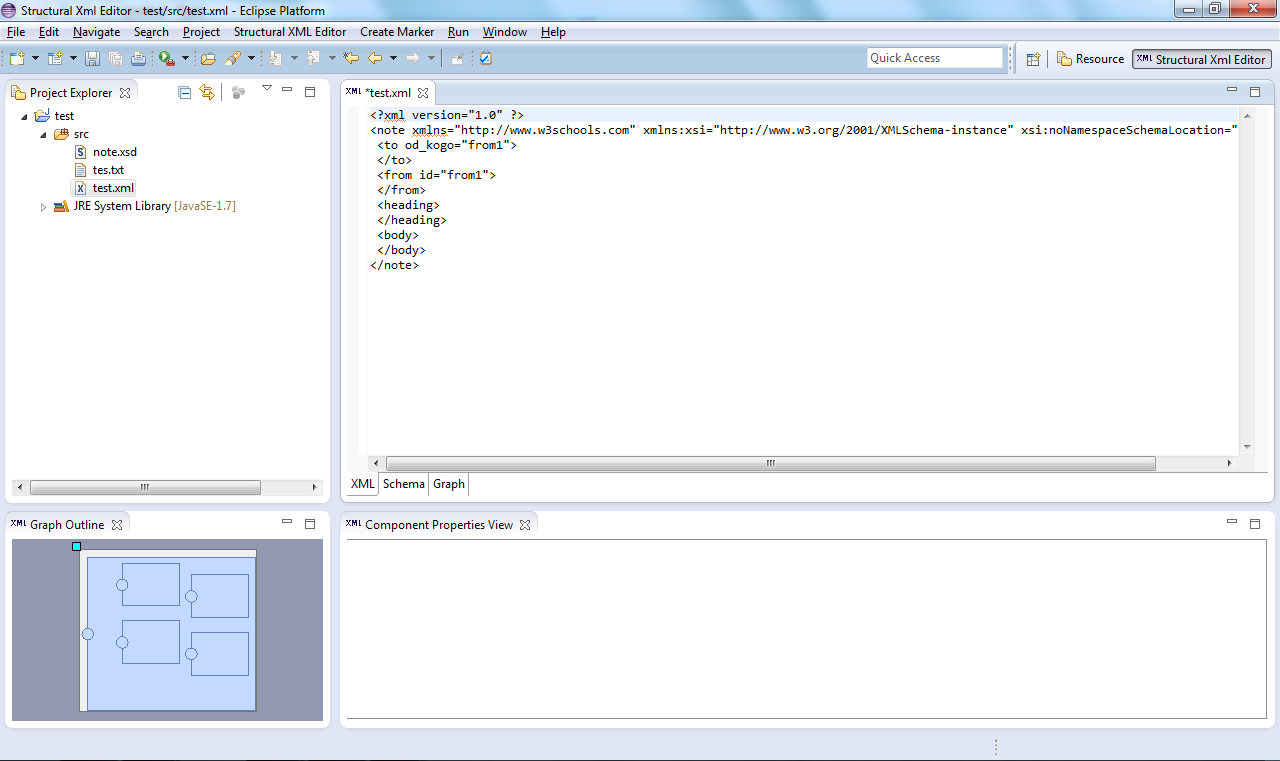 Structural Xml Editor - test/src/test.xml - Eclipse Platform
File Edit Navigate Search Project Structural XML Editor Create Marker Run Window Help
Quick Access
Resource
XML Structural Xml Editor
Project Explorer
test
src
note.xsd
tes.txt
test.xml
JRE System Library [JavaSE-1.7]
XML *test.xml
<?xml version="1.0" ?>
<note xmlns="http://www.w3schools.com" xmlns:xsi="http://www.w3.org/2001/XMLSchema-instance" xsi:noNamespaceSchemaLocation="
<to od_kogo="from1">
</to>
<from id="from1">
</from>
<heading>
</heading>
<body>
</body>
</note>
XML Schema Graph
XML Graph Outline
XML Component Properties View